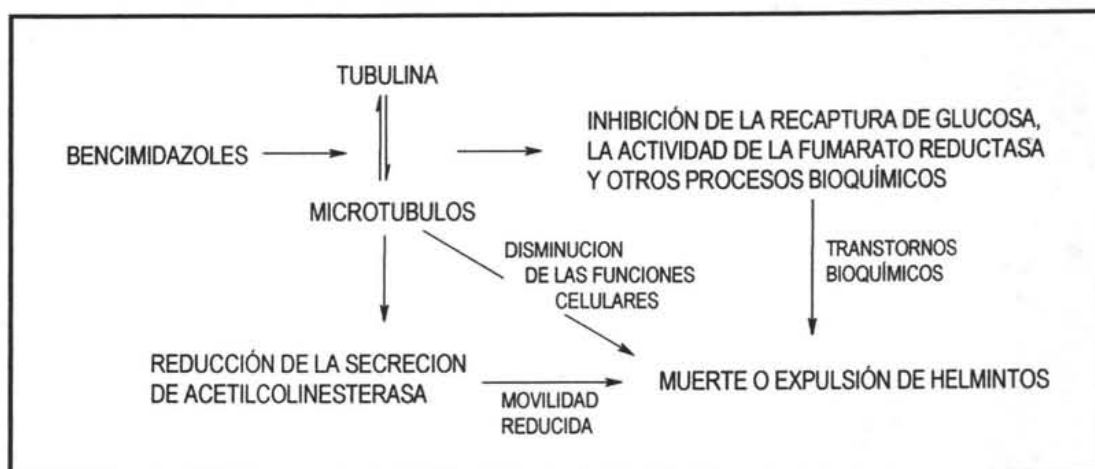 TUBULINA
BENCIMIDAZOLES
INHIBICIÓN DE LA RECAPTURA DE GLUCOSA,
LA ACTIVIDAD DE LA FUMARATO REDUCTASA
Y OTROS PROCESOS BIOQUÍMICOS
MICROTUBULOS
DISMINUCION
DE LAS FUNCIONES
CELULARES
TRANSTORNOS
BIOQUÍMICOS
REDUCCIÓN DE LA SECRECION
DE ACETILCOLINESTERASA
MOVILIDAD
REDUCIDA
MUERTE O EXPULSIÓN DE HELMINTOS